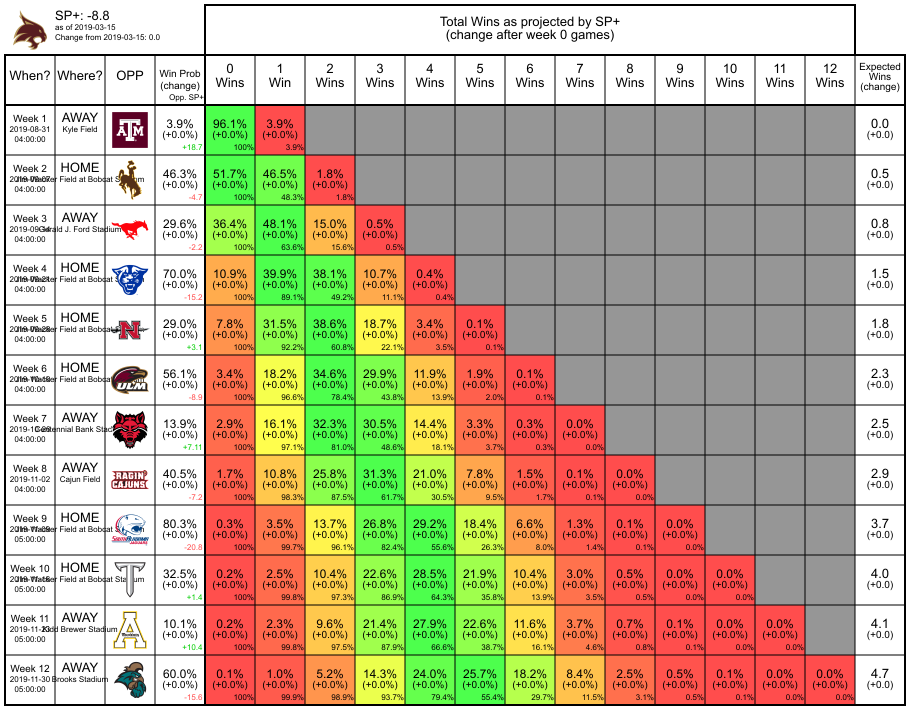 SP+: -8.8
as of 2019-03-15
Change from 2019-03-15: 0.0
Total Wins as projected by SP+
(change after week 0 games)
When? Where? OPP Win Prob (change) Opp. SP+ 0 Wins 1 Win 2 Wins 3 Wins 4 Wins 5 Wins 6 Wins 7 Wins 8 Wins 9 Wins 10 Wins 11 Wins 12 Wins Expected Wins (change)
Week 1 AWAY 3.9% 96.1% 3.9% 0.0
2019-08-31 Kyle Field ATM (+0.0%) (+0.0%) (+0.0%) (+0.0)
04:00:00 +18.7 100% 3.9%
Week 2 HOME 46.3% 51.7% 46.5% 1.8% 0.5
Field at Bobcat (+0.0%) (+0.0%) (+0.0%) (+0.0%) (+0.0)
04:00:00 -4.7 100% 48.3% 1.8%
Week 3 AWAY 29.6% 36.4% 48.1% 15.0% 0.5% 0.8
J. Ford Stadium (+0.0%) (+0.0%) (+0.0%) (+0.0%) (+0.0%) (+0.0)
04:00:00 -2.2 100% 63.6% 15.6% 0.5%
Week 4 HOME 70.0% 10.9% 39.9% 38.1% 10.7% 0.4% 1.5
Field at Bobcat (+0.0%) (+0.0%) (+0.0%) (+0.0%) (+0.0%) (+0.0%) (+0.0)
04:00:00 -15.2 100% 89.1% 49.2% 11.1% 0.4%
Week 5 HOME N 29.0% 7.8% 31.5% 38.6% 18.7% 3.4% 0.1% 1.8
Field at Bobcat (+0.0%) (+0.0%) (+0.0%) (+0.0%) (+0.0%) (+0.0%) (+0.0%) (+0.0)
04:00:00 +3.1 100% 92.2% 60.8% 22.1% 3.5% 0.1%
Week 6 HOME ULM 56.1% 3.4% 18.2% 34.6% 29.9% 11.9% 1.9% 0.1% 2.3
Field at Bobcat (+0.0%) (+0.0%) (+0.0%) (+0.0%) (+0.0%) (+0.0%) (+0.0%) (+0.0%) (+0.0)
04:00:00 -8.9 100% 96.6% 78.4% 43.8% 13.9% 2.0% 0.1%
Week 7 AWAY 13.9% 2.9% 16.1% 32.3% 30.5% 14.4% 3.3% 0.3% 0.0% 2.5
Centennial Bank (+0.0%) (+0.0%) (+0.0%) (+0.0%) (+0.0%) (+0.0%) (+0.0%) (+0.0%) (+0.0%) (+0.0)
04:00:00 +7.11 100% 97.1% 81.0% 48.6% 18.1% 3.7% 0.3% 0.0%
Week 8 AWAY RAGIN' CAJUNS 40.5% 1.7% 10.8% 25.8% 31.3% 21.0% 7.8% 1.5% 0.1% 0.0% 2.9
2019-11-02 Cajun Field (+0.0%) (+0.0%) (+0.0%) (+0.0%) (+0.0%) (+0.0%) (+0.0%) (+0.0%) (+0.0%) (+0.0%) (+0.0)
04:00:00 -7.2 100% 98.3% 87.5% 61.7% 30.5% 9.5% 1.7% 0.1% 0.0%
Week 9 HOME 80.3% 0.3% 3.5% 13.7% 26.8% 29.2% 18.4% 6.6% 1.3% 0.1% 0.0% 3.7
Field at Bobcat (+0.0%) (+0.0%) (+0.0%) (+0.0%) (+0.0%) (+0.0%) (+0.0%) (+0.0%) (+0.0%) (+0.0%) (+0.0%) (+0.0)
05:00:00 SOUTH ALABAMA -20.8 100% 99.7% 96.1% 82.4% 55.6% 26.3% 8.0% 1.4% 0.1% 0.0%
Week 10 HOME T 32.5% 0.2% 2.5% 10.4% 22.6% 28.5% 21.9% 10.4% 3.0% 0.5% 0.0% 0.0% 4.0
Field at Bobcat (+0.0%) (+0.0%) (+0.0%) (+0.0%) (+0.0%) (+0.0%) (+0.0%) (+0.0%) (+0.0%) (+0.0%) (+0.0%) (+0.0%) (+0.0)
05:00:00 +1.4 100% 99.8% 97.3% 86.9% 64.3% 35.8% 13.9% 3.5% 0.5% 0.0% 0.0%
Week 11 AWAY A 10.1% 0.2% 2.3% 9.6% 21.4% 27.9% 22.6% 11.6% 3.7% 0.7% 0.1% 0.0% 0.0% 4.1
Kidd Brewer Stadium (+0.0%) (+0.0%) (+0.0%) (+0.0%) (+0.0%) (+0.0%) (+0.0%) (+0.0%) (+0.0%) (+0.0%) (+0.0%) (+0.0%) (+0.0%) (+0.0)
05:00:00 +10.4 100% 99.8% 97.5% 87.9% 66.6% 38.7% 16.1% 4.6% 0.8% 0.1% 0.0% 0.0%
Week 12 AWAY 60.0% 0.1% 1.0% 5.2% 14.3% 24.0% 25.7% 18.2% 8.4% 2.5% 0.5% 0.1% 0.0% 0.0% 4.7
2019-11-30 Brooks Stadium (+0.0%) (+0.0%) (+0.0%) (+0.0%) (+0.0%) (+0.0%) (+0.0%) (+0.0%) (+0.0%) (+0.0%) (+0.0%) (+0.0%) (+0.0%) (+0.0%) (+0.0)
05:00:00 -15.6 100% 99.9% 98.9% 93.7% 79.4% 55.4% 29.7% 11.5% 3.1% 0.5% 0.1% 0.0% 0.0%